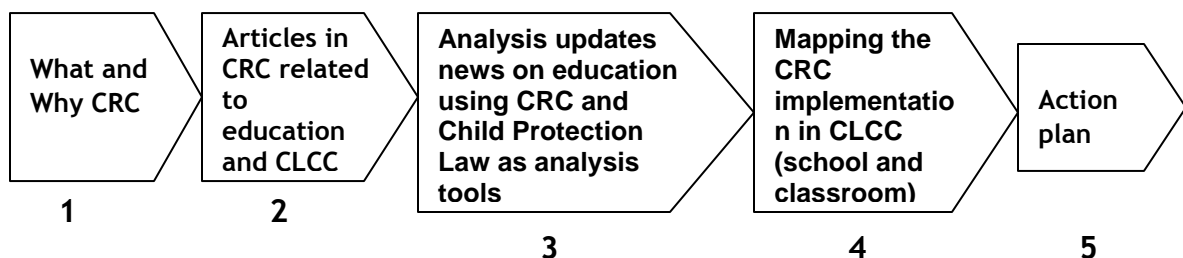 What and
Why CRC
1
Articles in
CRC related
to
education
and CLCC
2
Analysis updates
news on education
using CRC and
Child Protection
Law as analysis
tools
3
Mapping the
CRC
implementatio
n in CLCC
(school and
classroom)
4
Action
plan
5